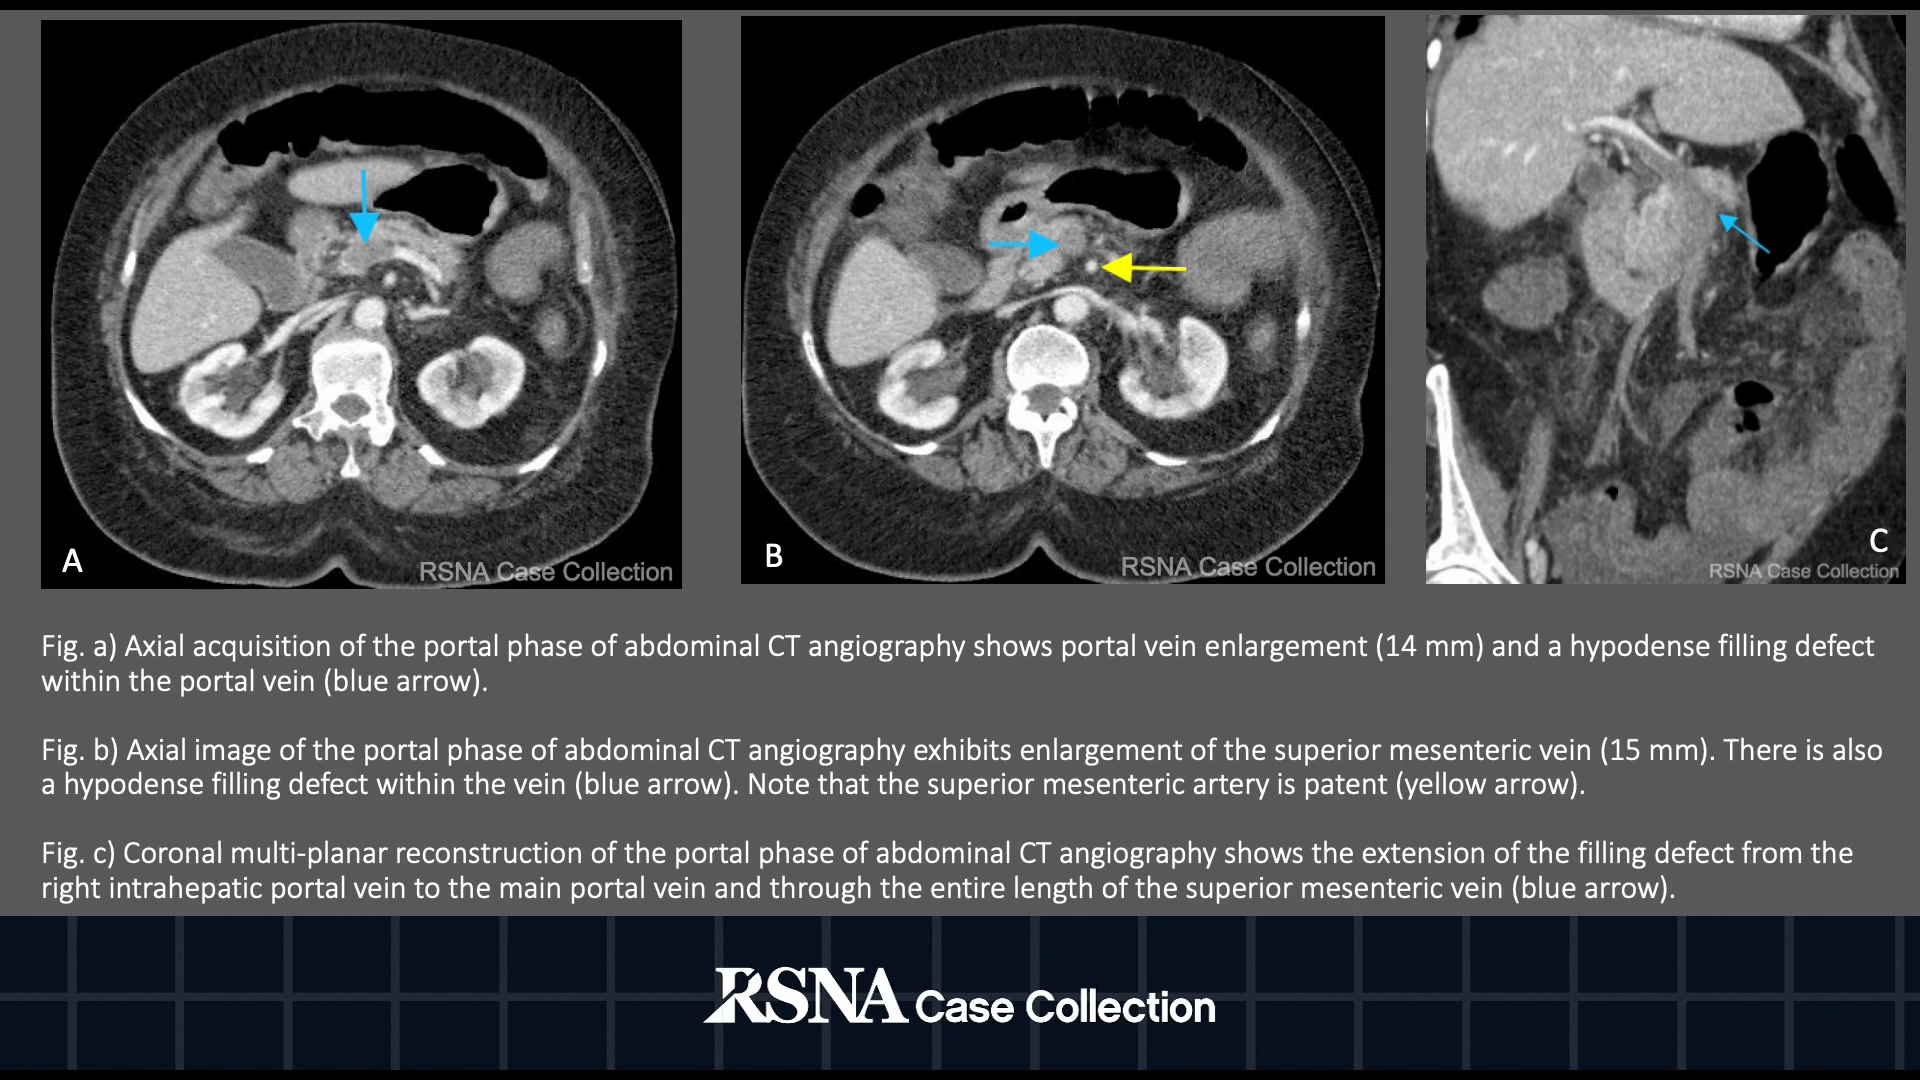 RSNA Case Collection
A
RSNA Case Collection
B
RSNA Case Collection
C
Fig. a) Axial acquisition of the portal phase of abdominal CT angiography shows portal vein enlargement (14 mm) and a hypodense filling defect
within the portal vein (blue arrow).
Fig. b) Axial image of the portal phase of abdominal CT angiography exhibits enlargement of the superior mesenteric vein (15 mm). There is also
a hypodense filling defect within the vein (blue arrow). Note that the superior mesenteric artery is patent (yellow arrow).
Fig. c) Coronal multi-planar reconstruction of the portal phase of abdominal CT angiography shows the extension of the filling defect from the
right intrahepatic portal vein to the main portal vein and through the entire length of the superior mesenteric vein (blue arrow).
RSNA Case Collection